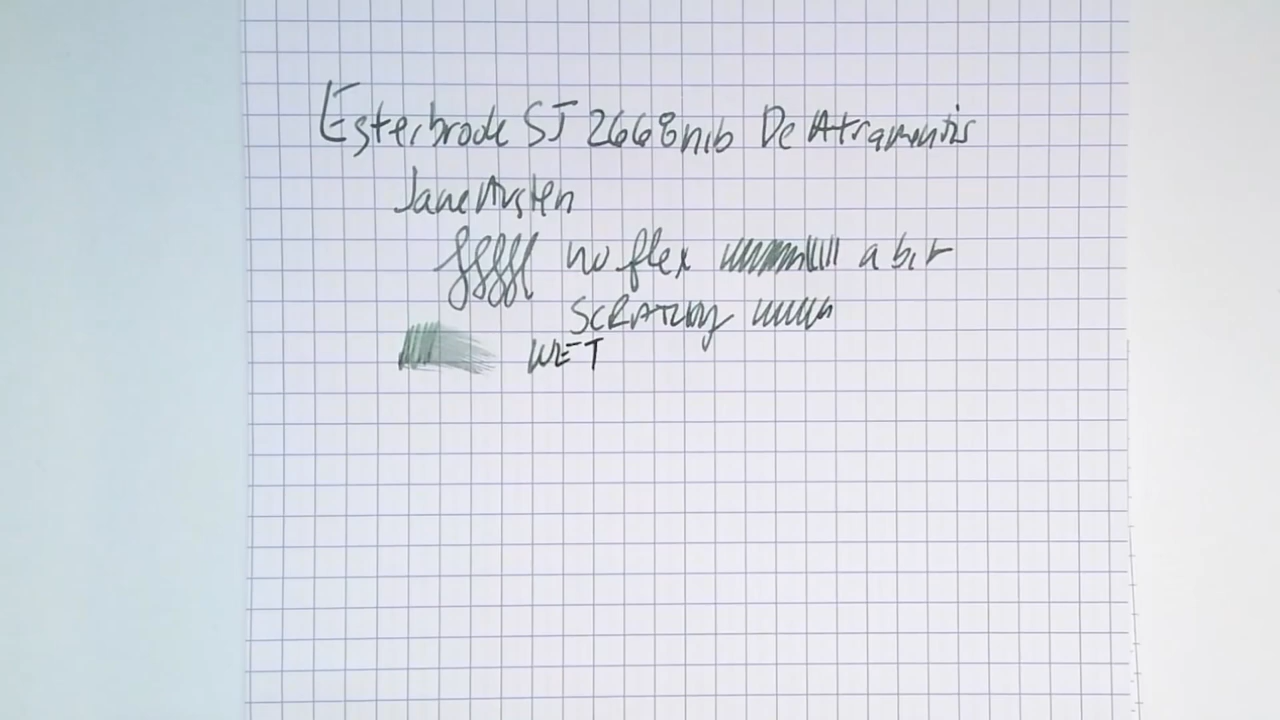 Esterbrook SJ 2668 nib De Atramentis
Jane Austen
no flex a bit
SCRATCHY
WET